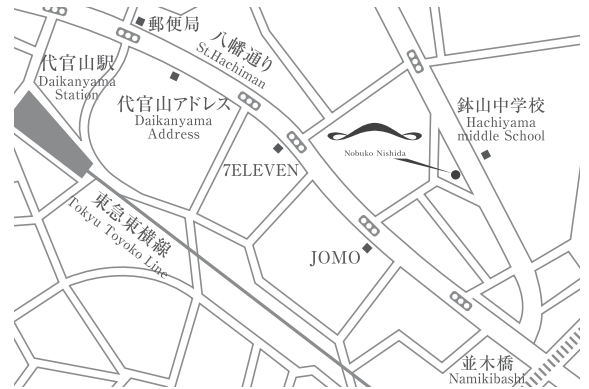 郵便局
八幡通り
St.Hachiman
代官山駅
Daikanyama
Station
代官山アドレス
Daikanyama
Address
鉢山中学校
Hachiyama
middle School
Nobuko Nishida
7ELEVEN
東急東横線
Tokyu Toyoko Line
JOMO
並木橋
Namikibashi